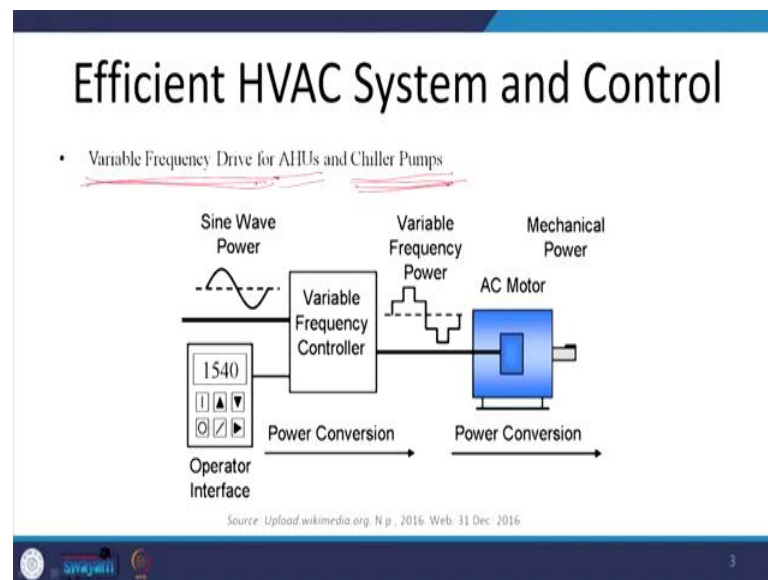 Efficient HVAC System and Control
• Variable Frequency Drive for AHUs and Chiller Pumps
Sine Wave
Power
Variable
Frequency
Power
Mechanical
Power
AC Motor
Variable
Frequency
Controller
1540
Power Conversion
Power Conversion
Operator
Interface
Source: Upload.wikimedia.org. N.p., 2016. Web. 31 Dec. 2016.
swayam
3